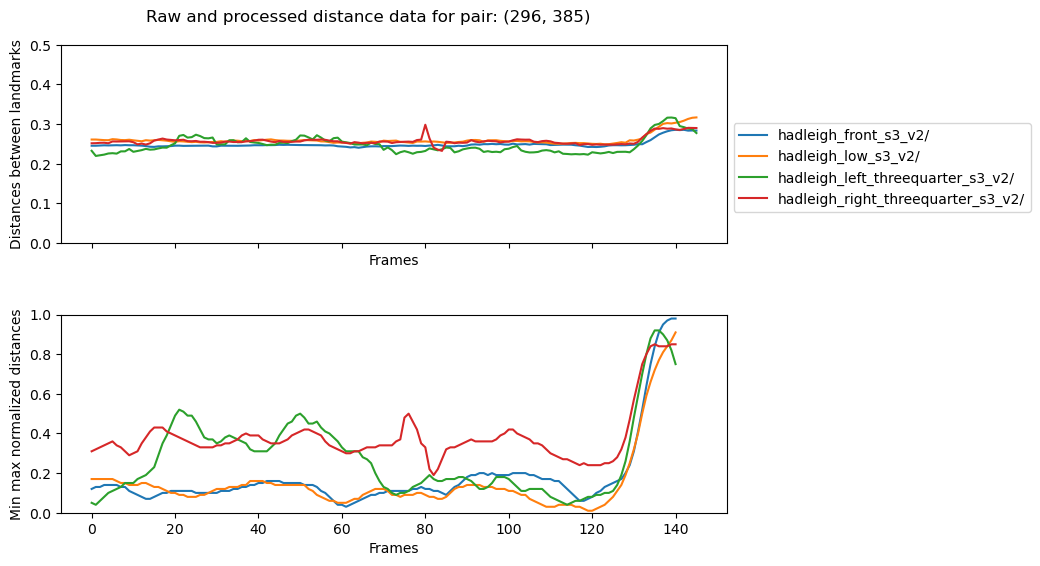 Raw and processed distance data for pair: (296, 385)
Distances between landmarks
0.5
0.4
0.3
0.2
0.1
0.0
Frames
hadleigh_front_s3_v2/
hadleigh_low_s3_v2/
hadleigh_left_threequarter_s3_v2/
hadleigh_right_threequarter_s3_v2/
Min max normalized distances
1.0
0.8
0.6
0.4
0.2
0.0
0 20 40 60 80 100 120 140
Frames